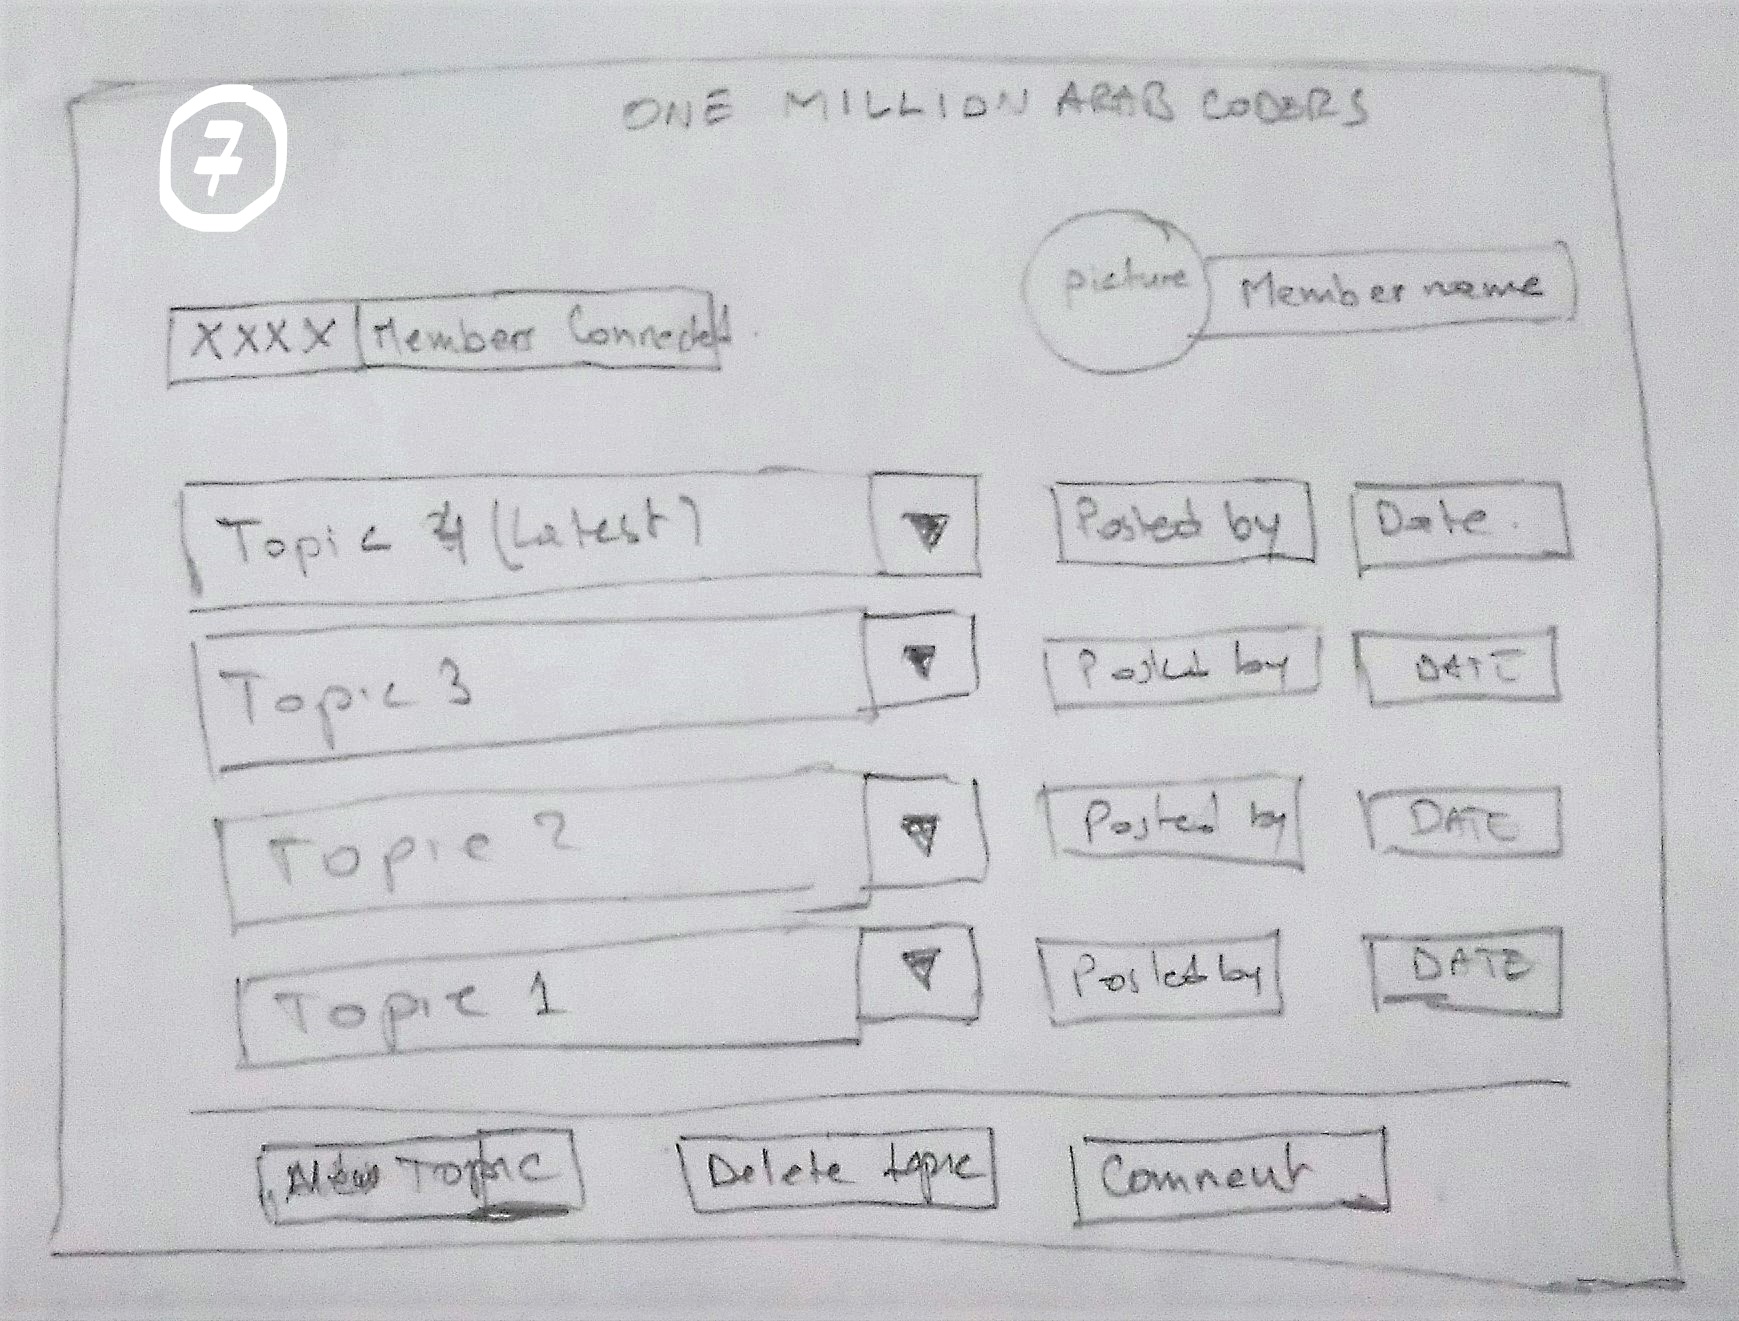 7
ONE MILLION ARAB CODERS
picture Member name
XXXX Members Connected
Topic 4 (Latest) Posted by Date.
Topic 3 Posted by DATE
Topic 2 Posted by DATE
Topic 1 Posted by DATE
New Topic Delete topic Comment